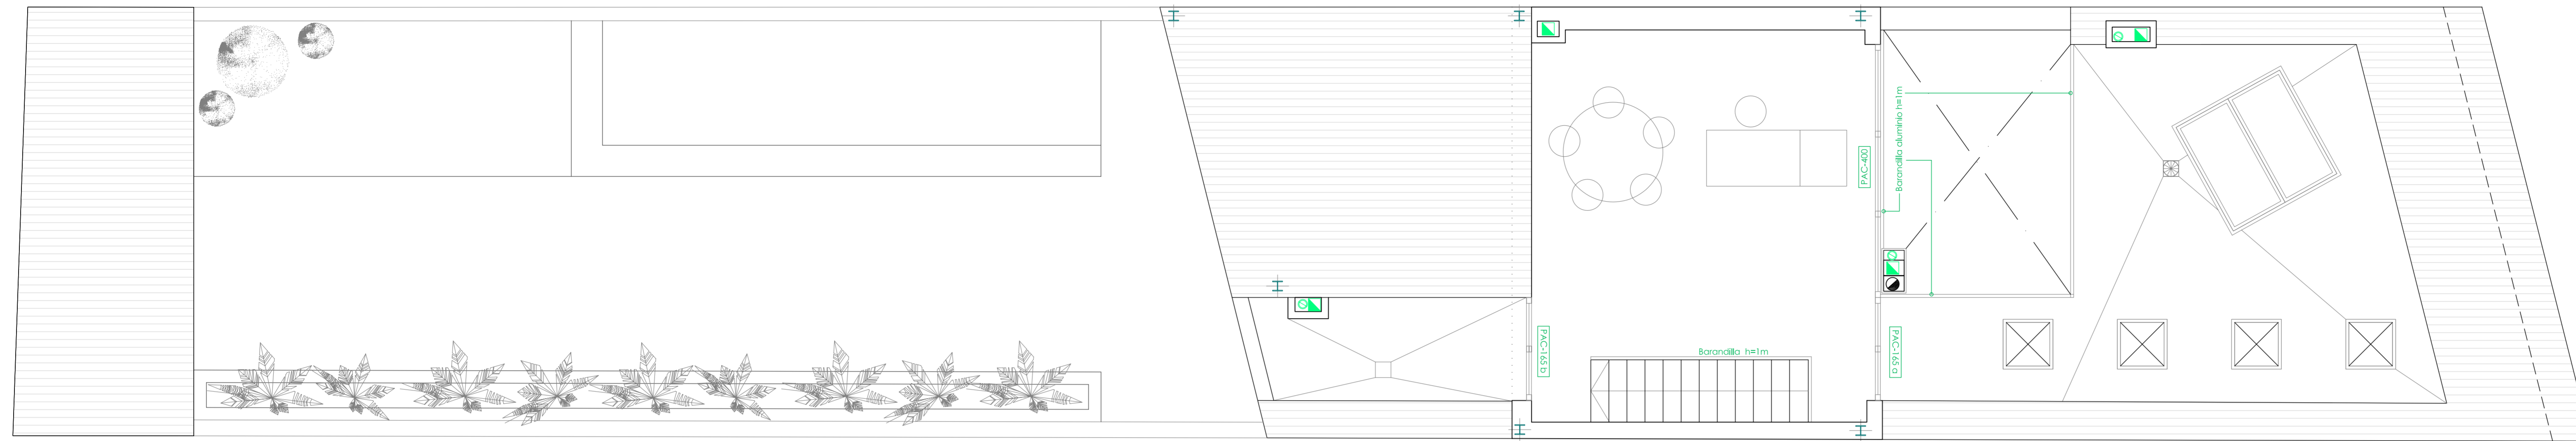 PAC-400
Barandilla aluminio h=1m
PAC-165 b
Barandilla h=1m
PAC-165 a